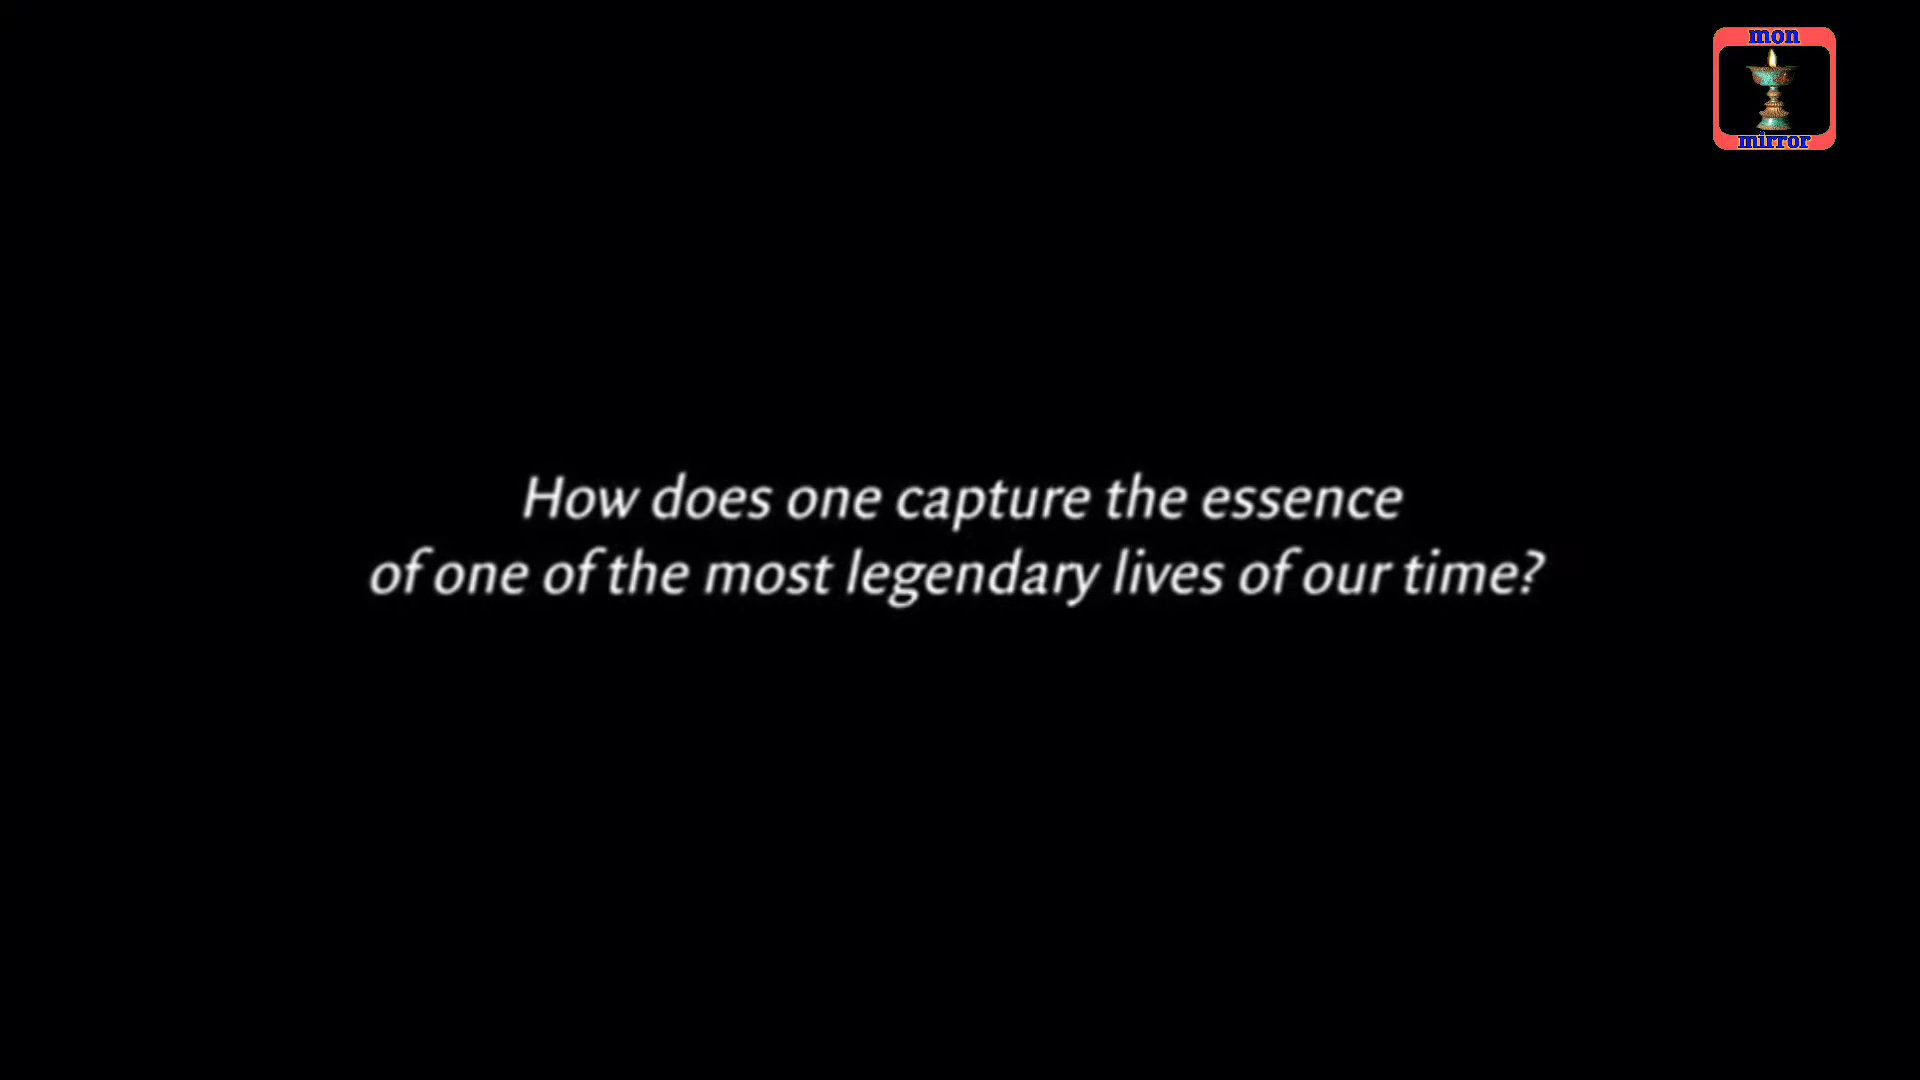 mon
mirror
How does one capture the essence
of one of the most legendary lives of our time?